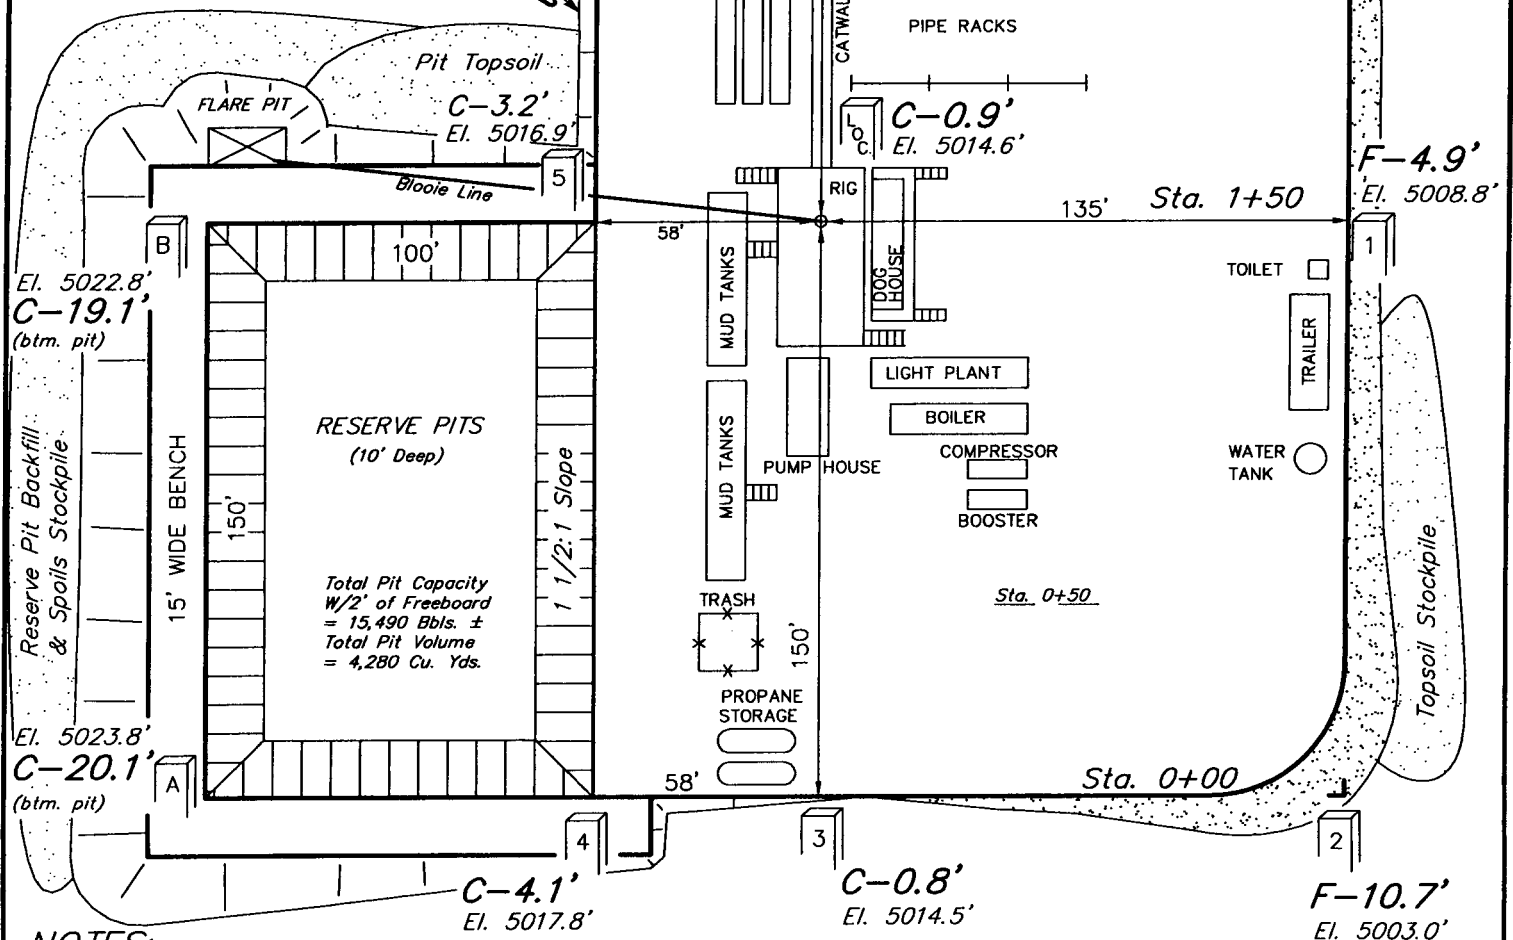 PIPE RACKS
Pit Topsoil
FLARE PIT
C-3.2'
El. 5016.9'
LOC.
C-0.9'
El. 5014.6'
F-4.9'
El. 5008.8'
5
Blooie Line
RIG
Sta. 1+50
135'
58'
1
B
100'
DOG HOUSE
MUD TANKS
TOILET
El. 5022.8'
C-19.1'
(btm. pit)
TRAILER
LIGHT PLANT
BOILER
RESERVE PITS
(10' Deep)
PUMP HOUSE
COMPRESSOR
WATER
TANK
BOOSTER
MUD TANKS
Reserve Pit Backfill
& Spoils Stockpile
15' WIDE BENCH
150'
1 1/2:1 Slope
Total Pit Capacity
W/2' of Freeboard
= 15,490 Bbls. ±
Total Pit Volume
= 4,280 Cu. Yds.
TRASH
Sta. 0+50
150'
Topsoil Stockpile
PROPANE
STORAGE
El. 5023.8'
C-20.1'
(btm. pit)
A
58'
Sta. 0+00
4
3
2
C-4.1'
El. 5017.8'
C-0.8'
El. 5014.5'
F-10.7'
El. 5003.0'
NOTES: